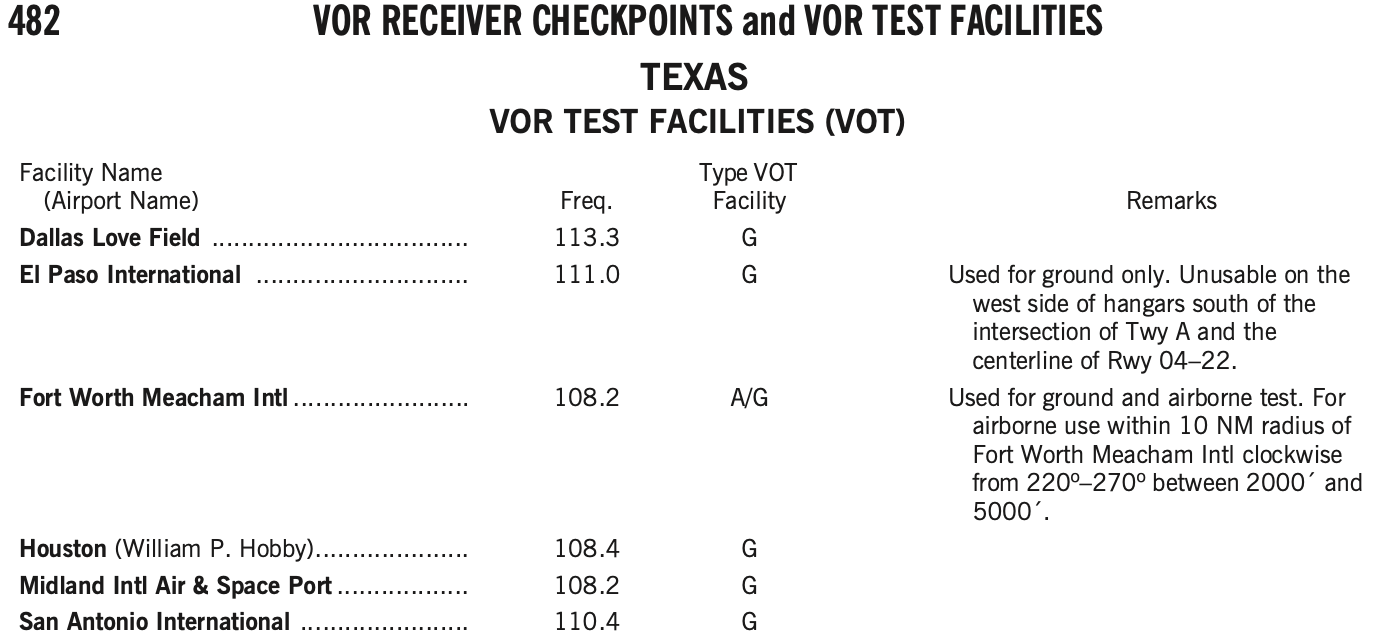 482 VOR RECEIVER CHECKPOINTS and VOR TEST FACILITIES
TEXAS
VOR TEST FACILITIES (VOT)
Facility Name Type VOT
(Airport Name) Freq. Facility Remarks
Dallas Love Field ................................... 113.3 G
El Paso International ............................. 111.0 G Used for ground only. Unusable on the
west side of hangars south of the
intersection of Twy A and the
centerline of Rwy 04–22.
Fort Worth Meacham Intl ........................ 108.2 A/G Used for ground and airborne test. For
airborne use within 10 NM radius of
Fort Worth Meacham Intl clockwise
from 220º–270º between 2000´ and
5000´.
Houston (William P. Hobby)..................... 108.4 G
Midland Intl Air & Space Port .................. 108.2 G
San Antonio International ....................... 110.4 G